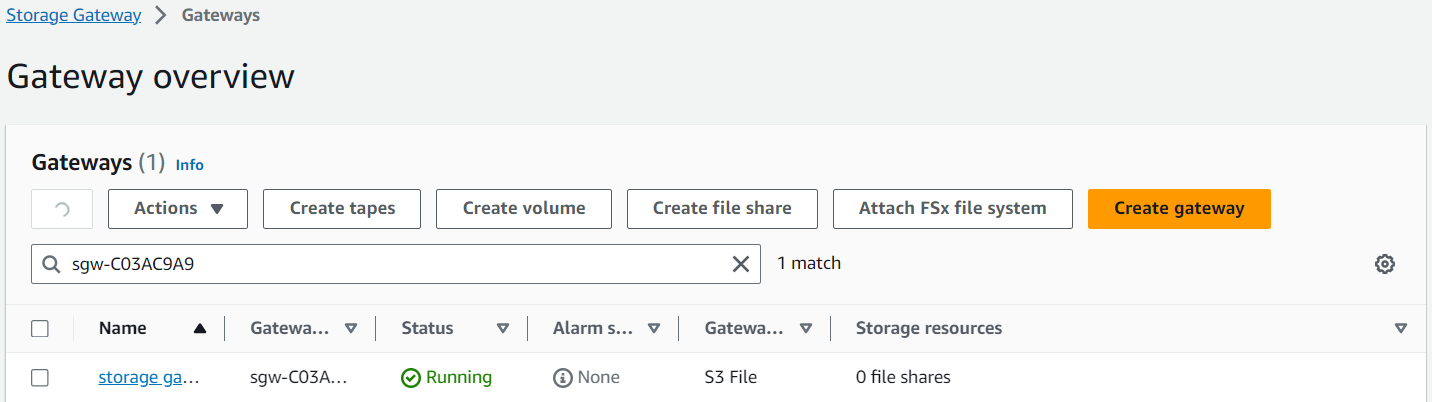 Storage Gateway > Gateways
Gateway overview
Gateways (1) Info
Actions Create tapes Create volume Create file share Attach FSx file system Create gateway
sgw-C03AC9A9 1 match
Name Gatewa... Status Alarm s... Gatewa... Storage resources
storage ga... sgw-C03A... Running None S3 File 0 file shares